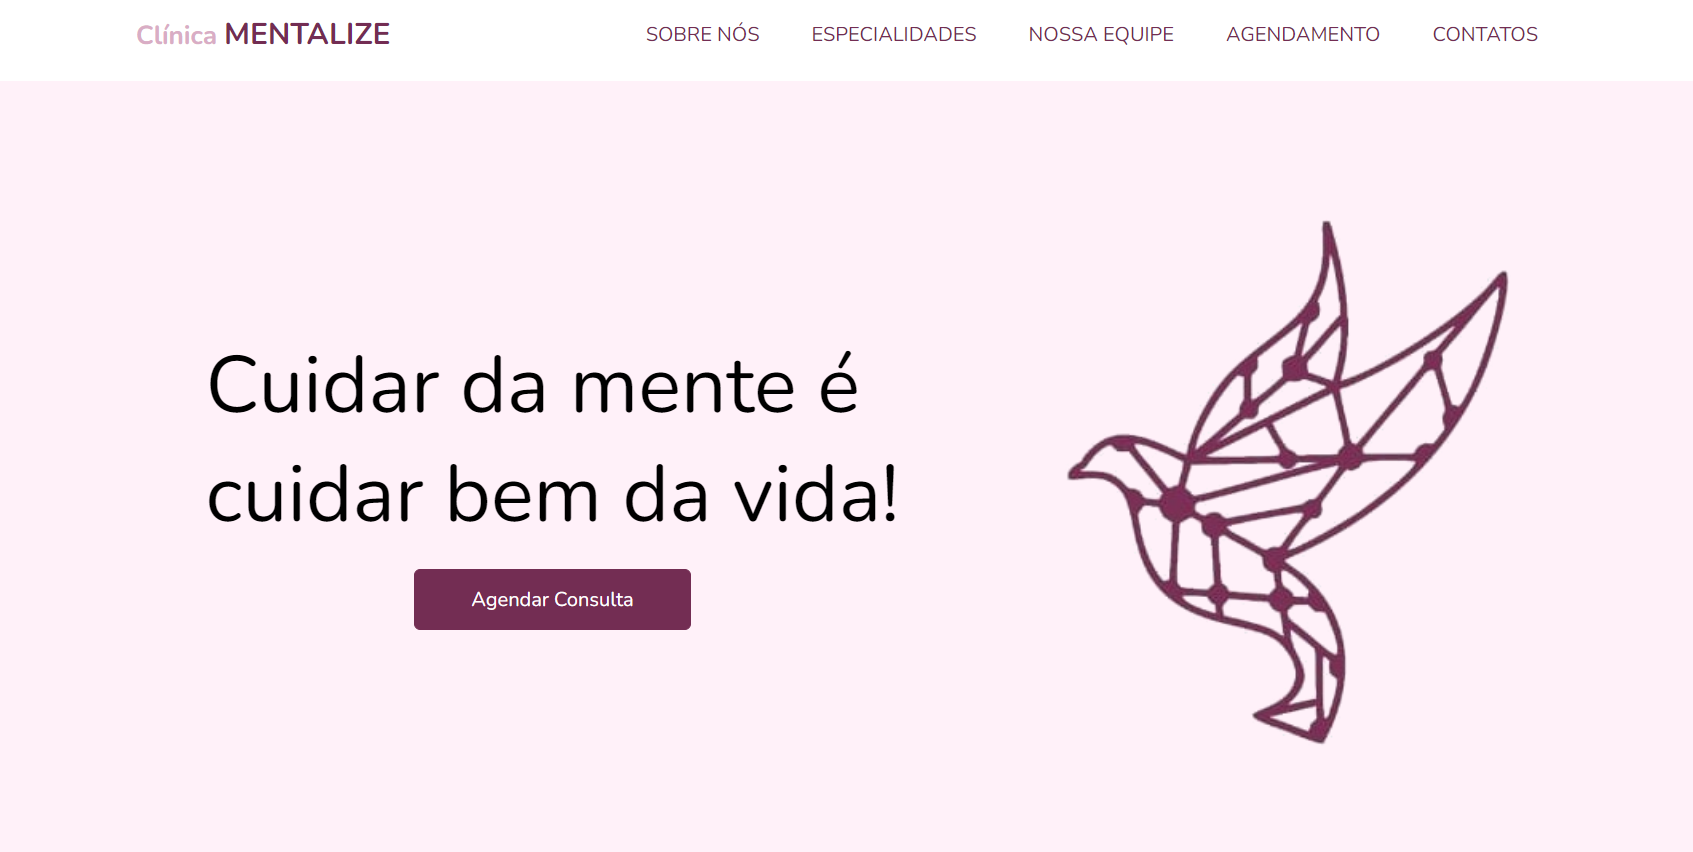 Clínica MENTALIZE
SOBRE NÓS ESPECIALIDADES NOSSA EQUIPE AGENDAMENTO CONTATOS
Cuidar da mente é
cuidar bem da vida!
Agendar Consulta